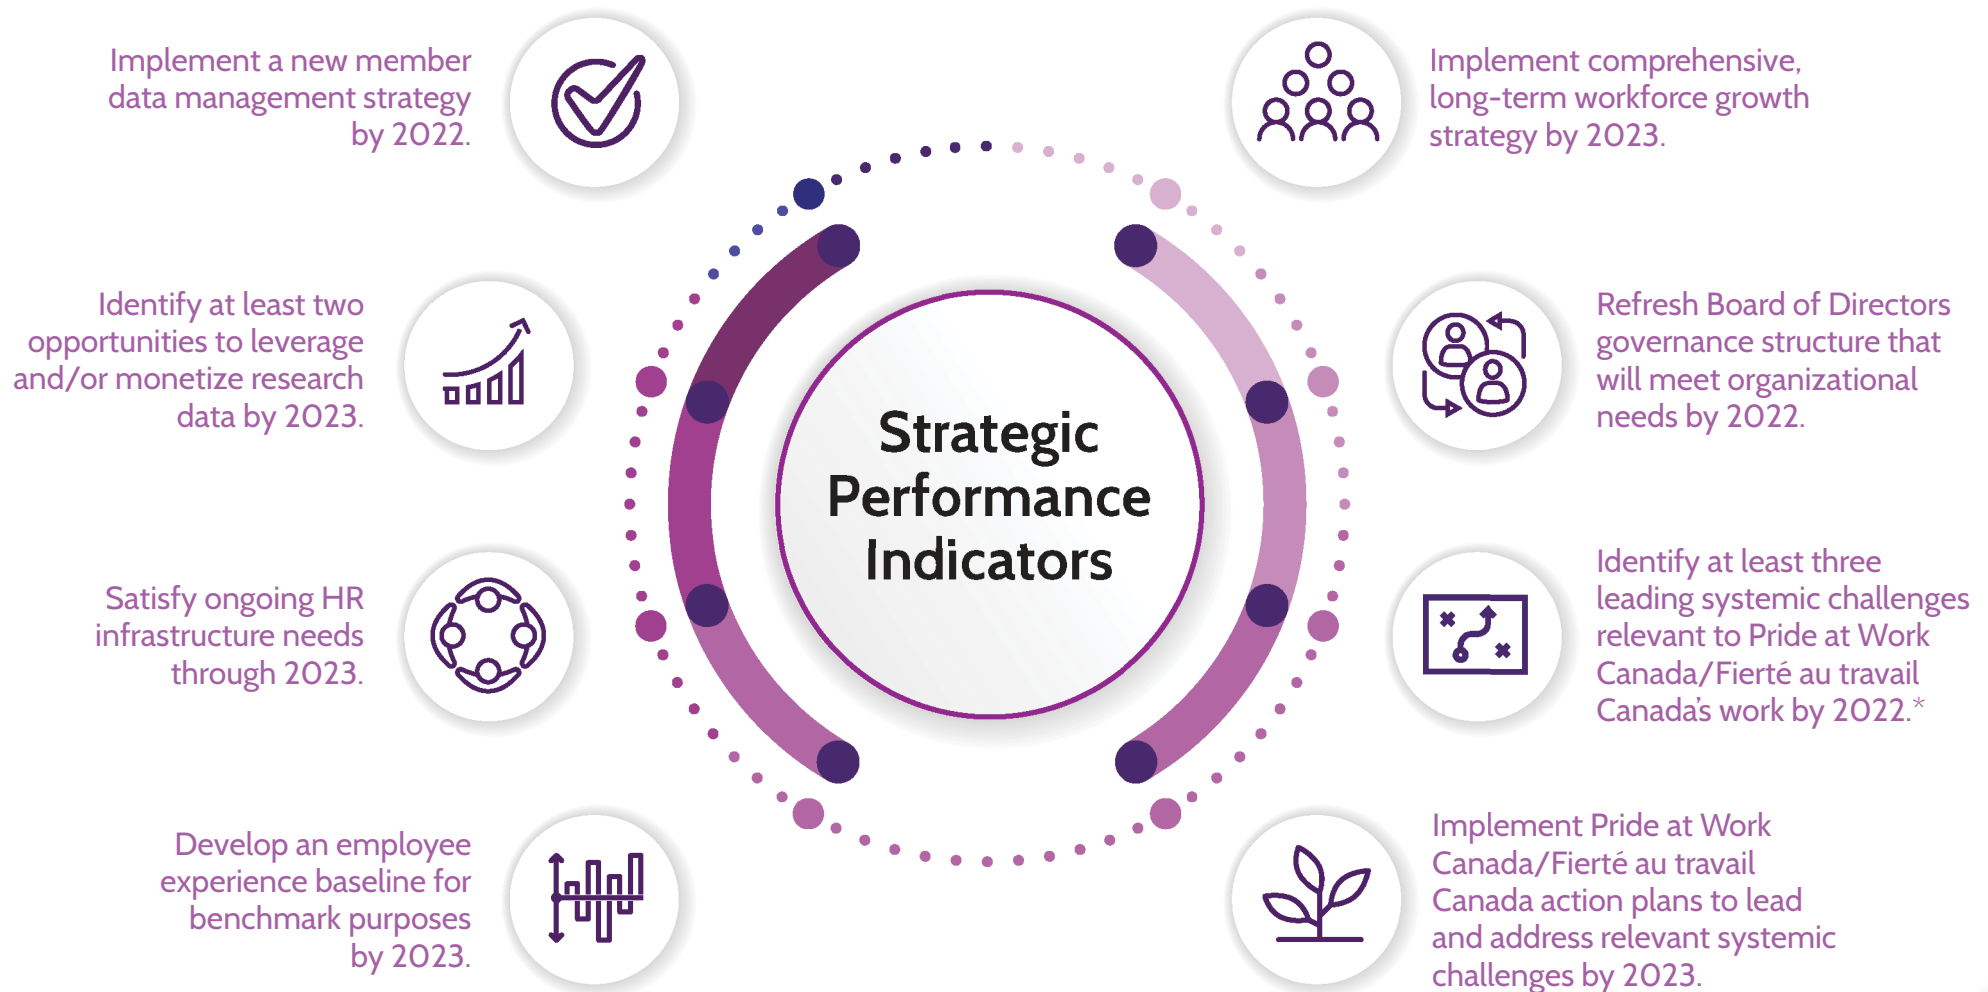 Implement a new member
data management strategy
by 2022.
Identify at least two
opportunities to leverage
and/or monetize research
data by 2023.
Satisfy ongoing HR
infrastructure needs
through 2023.
Develop an employee
experience baseline for
benchmark purposes
by 2023.
Strategic
Performance
Indicators
Implement comprehensive,
long-term workforce growth
strategy by 2023.
Refresh Board of Directors
governance structure that
will meet organizational
needs by 2022.
Identify at least three
leading systemic challenges
relevant to Pride at Work
Canada/Fierté au travail
Canada's work by 2022.*
Implement Pride at Work
Canada/Fierté au travail
Canada action plans to lead
and address relevant systemic
challenges by 2023.